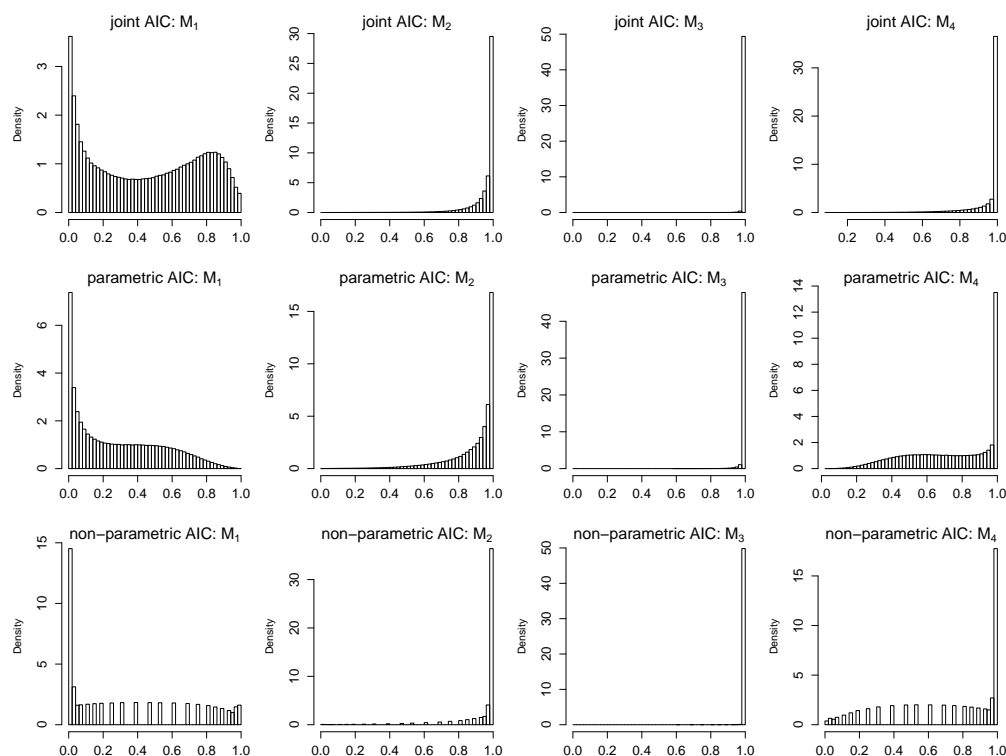 joint AIC: M₁
joint AIC: M₂
joint AIC: M₃
joint AIC: M₄
Density
0 1 2 3
0.0 0.2 0.4 0.6 0.8 1.0
Density
0 5 10 15 20 25 30
0.0 0.2 0.4 0.6 0.8 1.0
Density
0 10 20 30 40 50
0.0 0.2 0.4 0.6 0.8 1.0
Density
0 10 20 30
0.2 0.4 0.6 0.8 1.0
parametric AIC: M₁
parametric AIC: M₂
parametric AIC: M₃
parametric AIC: M₄
Density
0 2 4 6
0.0 0.2 0.4 0.6 0.8 1.0
Density
0 5 10 15
0.0 0.2 0.4 0.6 0.8 1.0
Density
0 10 20 30 40
0.0 0.2 0.4 0.6 0.8 1.0
Density
0 2 4 6 8 10 12 14
0.0 0.2 0.4 0.6 0.8 1.0
non−parametric AIC: M₁
non−parametric AIC: M₂
non−parametric AIC: M₃
non−parametric AIC: M₄
Density
0 5 10 15
0.0 0.2 0.4 0.6 0.8 1.0
Density
0 10 20 30
0.0 0.2 0.4 0.6 0.8 1.0
Density
0 10 20 30 40 50
0.0 0.2 0.4 0.6 0.8 1.0
Density
0 5 10 15
0.0 0.2 0.4 0.6 0.8 1.0